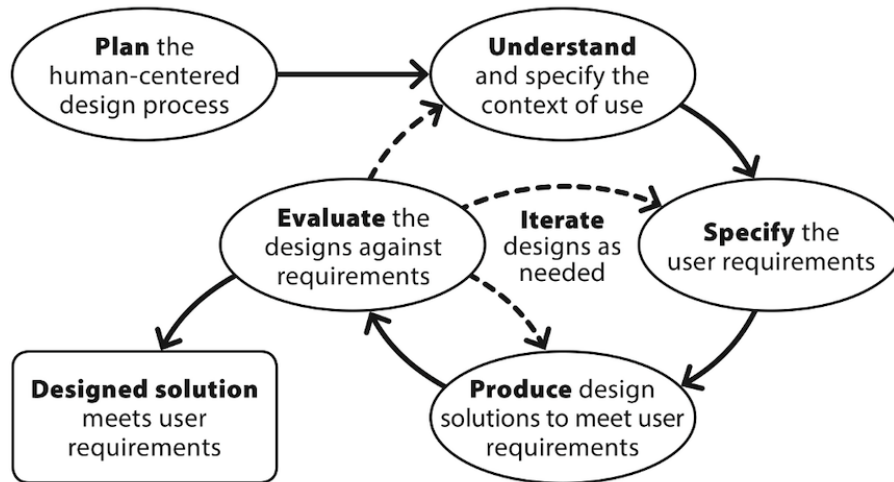 Plan the
human-centered
design process
Understand
and specify the
context of use
Evaluate the
designs against
requirements
Iterate
designs as
needed
Specify the
user requirements
Designed solution
meets user
requirements
Produce design
solutions to meet user
requirements